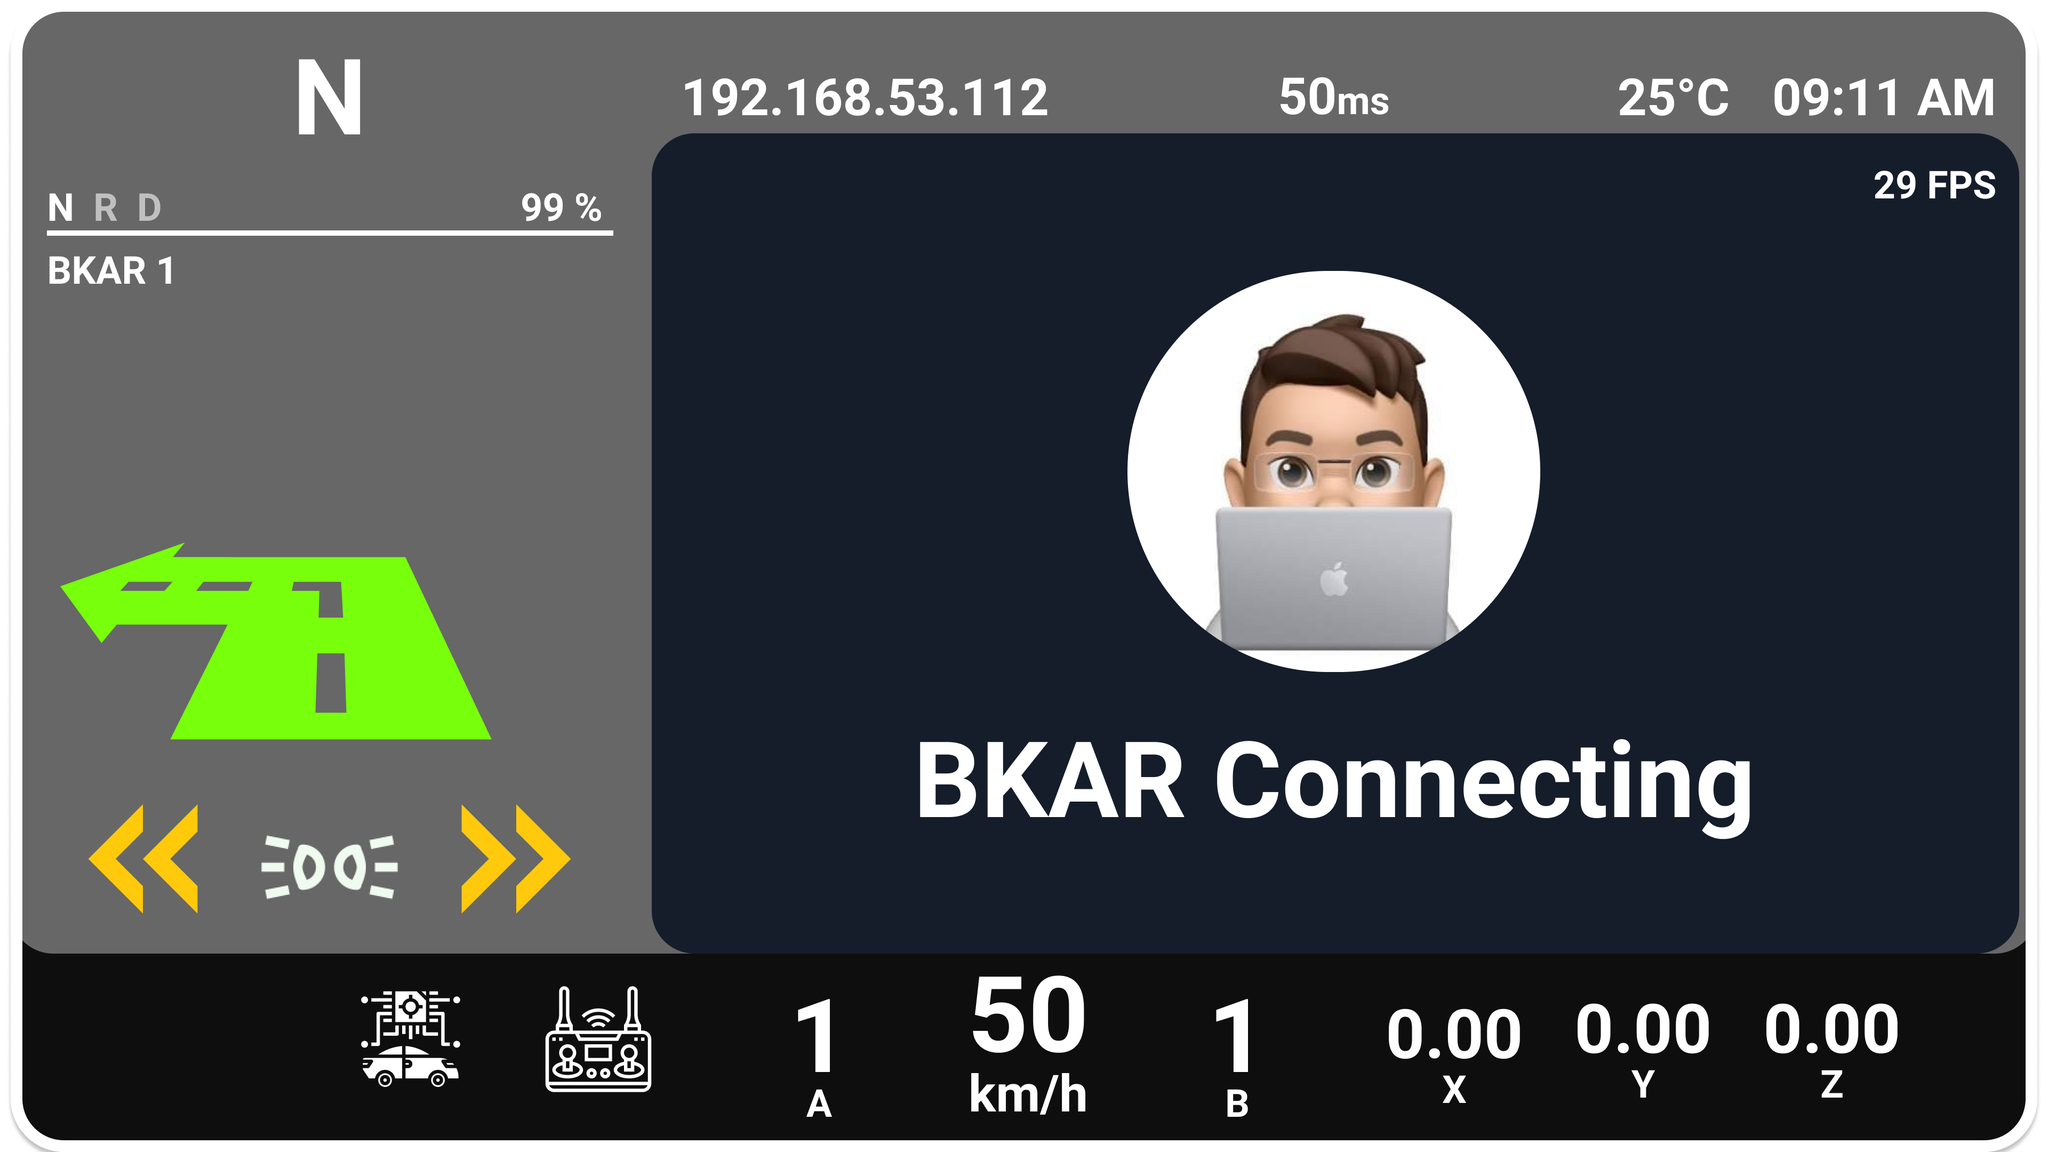 N
192.168.53.112 50ms 25°C 09:11 AM
N R D 99 %
BKAR 1
29 FPS
BKAR Connecting
1 50 1 0.00 0.00 0.00
A km/h B X Y Z